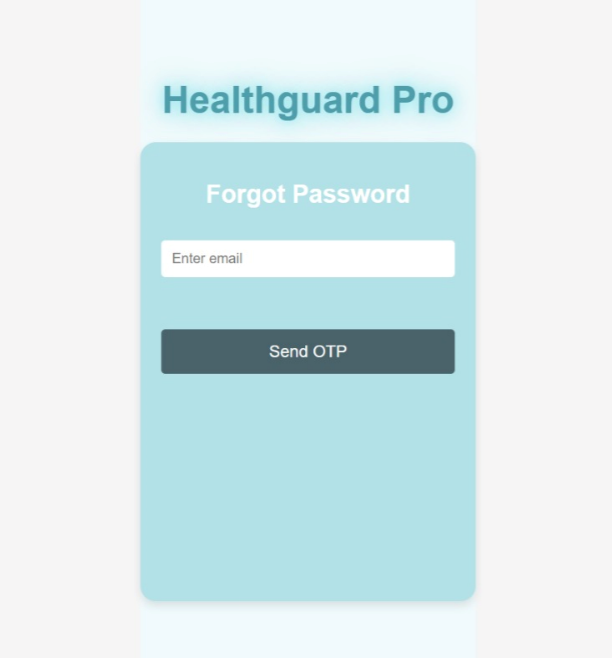 Healthguard Pro
Forgot Password
Enter email
Send OTP